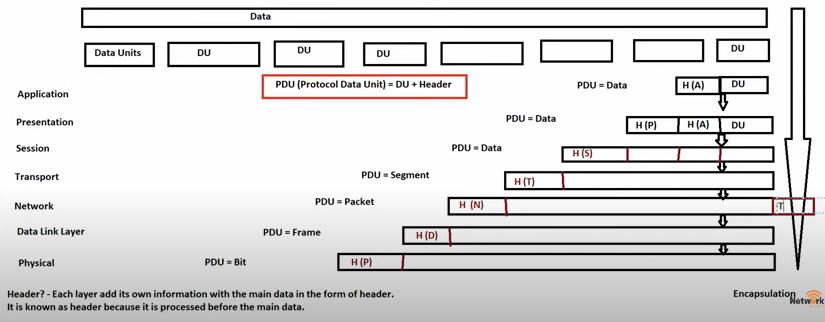 Data
Data Units DU DU DU DU
PDU (Protocol Data Unit) = DU + Header
Application PDU = Data H (A) DU
Presentation PDU = Data H (P) H (A) DU
Session PDU = Data H (S)
Transport PDU = Segment H (T)
Network PDU = Packet H (N) T
Data Link Layer PDU = Frame H (D)
Physical PDU = Bit H (P)
Header? - Each layer add its own information with the main data in the form of header.
It is known as header because it is processed before the main data.
Encapsulation
Network